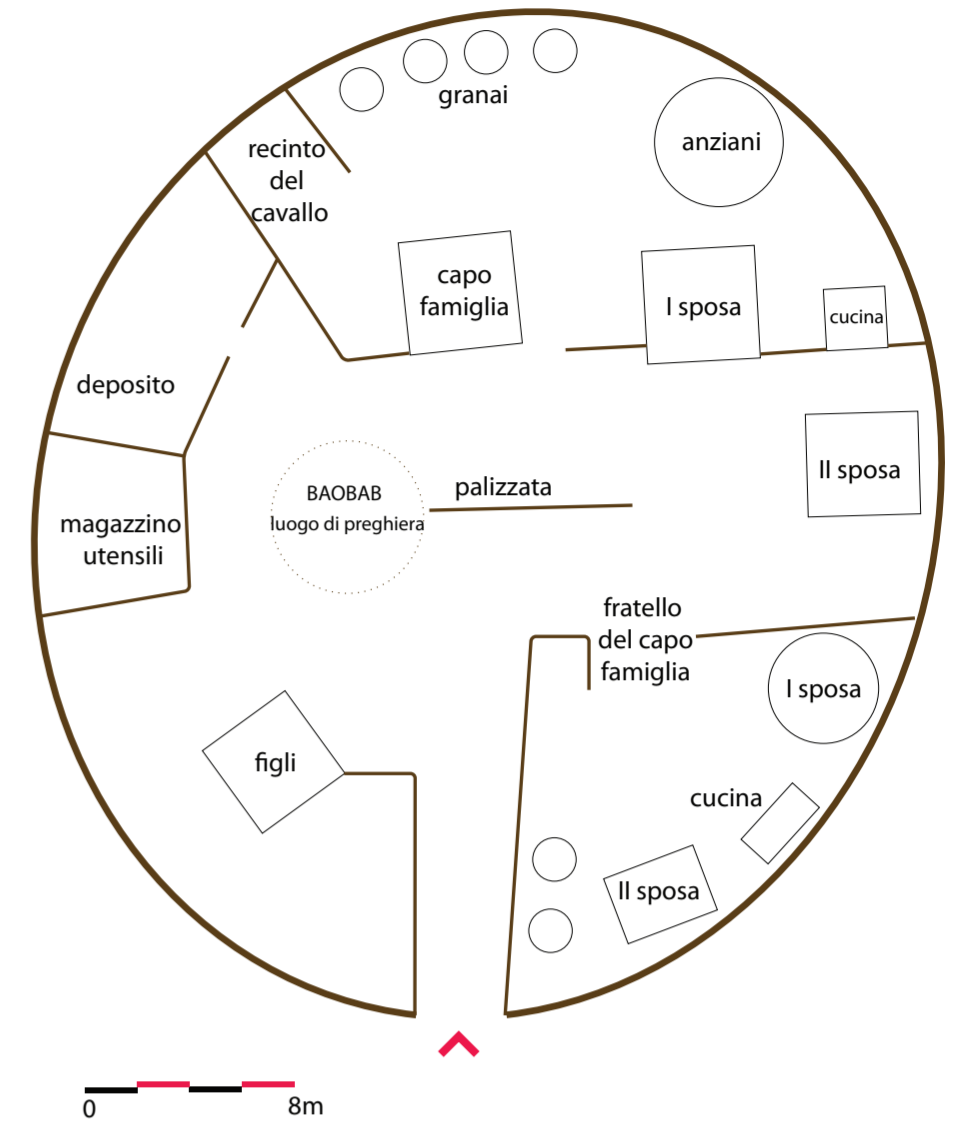 granai
anziani
recinto
del
cavallo
capo
famiglia
I sposa
cucina
deposito
II sposa
palizzata
BAOBAB
luogo di preghiera
magazzino
utensili
fratello
del capo
famiglia
I sposa
figli
cucina
II sposa
0
8m